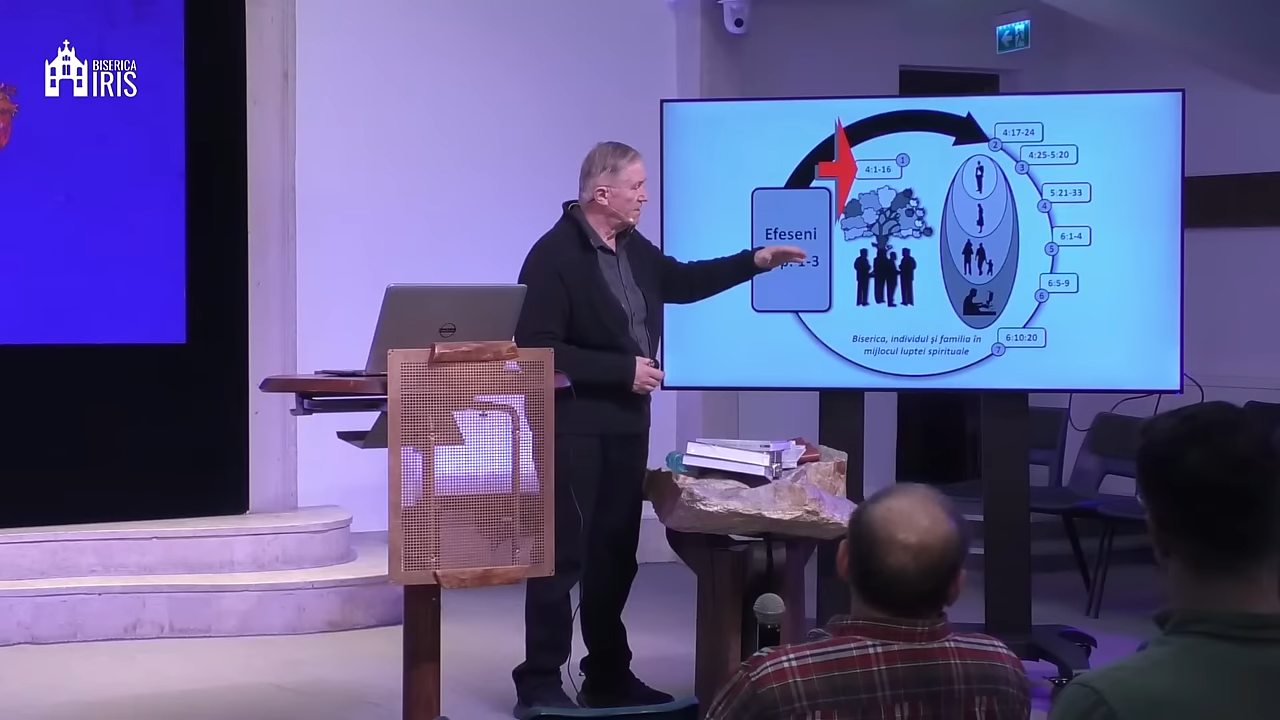 BISERICA
IRIS
4:1-16
1
Efeseni
1-3
2
4:17-24
3
4:25-5:20
4
5:21-33
5
6:1-4
6
6:5-9
7
6:10:20
Biserica, individul și familia în
mijlocul luptei spirituale
DELL